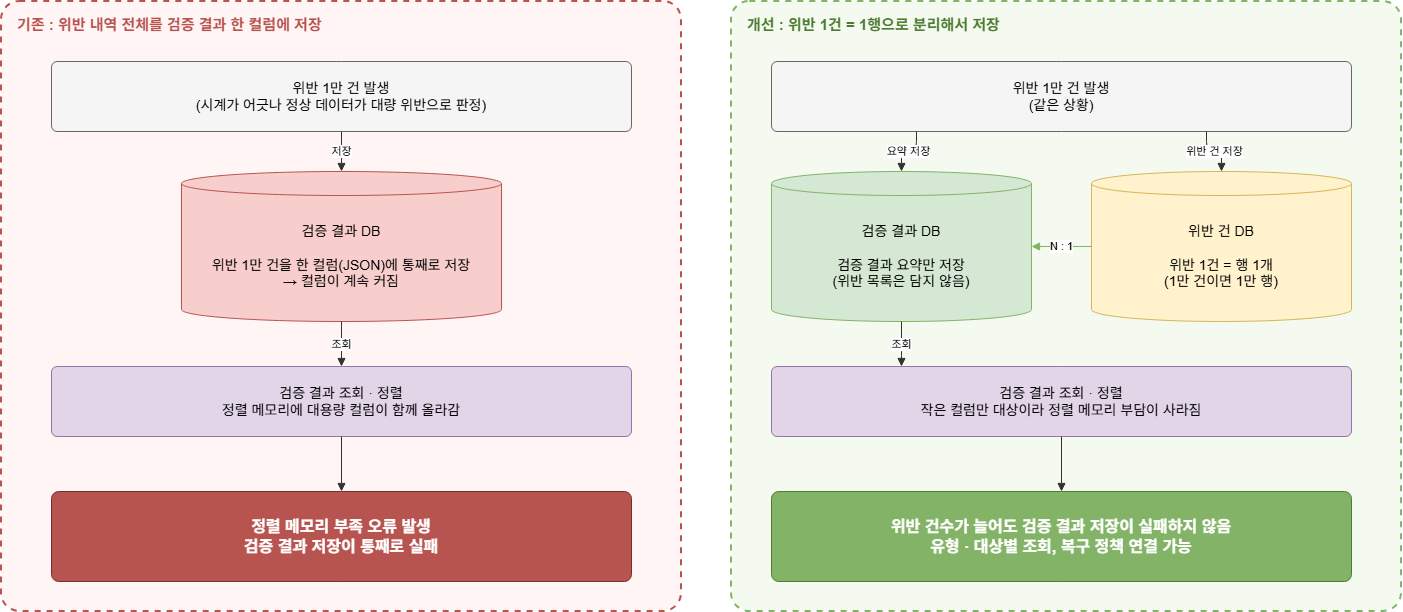 기존 : 위반 내역 전체를 검증 결과 한 컬럼에 저장
위반 1만 건 발생
(시계가 어긋나 정상 데이터가 대량 위반으로 판정)
저장
검증 결과 DB
위반 1만 건을 한 컬럼(JSON)에 통째로 저장
→ 컬럼이 계속 커짐
조회
검증 결과 조회 · 정렬
정렬 메모리에 대용량 컬럼이 함께 올라감
정렬 메모리 부족 오류 발생
검증 결과 저장이 통째로 실패
개선 : 위반 1건 = 1행으로 분리해서 저장
위반 1만 건 발생
(같은 상황)
요약 저장
위반 건 저장
검증 결과 DB
검증 결과 요약만 저장
(위반 목록은 담지 않음)
N : 1
위반 건 DB
위반 1건 = 행 1개
(1만 건이면 1만 행)
조회
검증 결과 조회 · 정렬
작은 컬럼만 대상이라 정렬 메모리 부담이 사라짐
위반 건수가 늘어도 검증 결과 저장이 실패하지 않음
유형 · 대상별 조회, 복구 정책 연결 가능